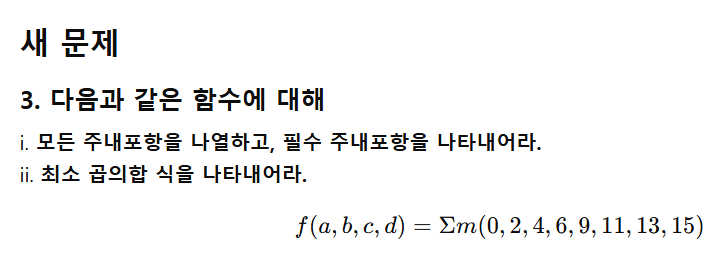 새 문제
3. 다음과 같은 함수에 대해
i. 모든 주내포항을 나열하고, 필수 주내포항을 나타내어라.
ii. 최소 곱의합 식을 나타내어라.
f(a, b, c, d) = Σm(0, 2, 4, 6, 9, 11, 13, 15)